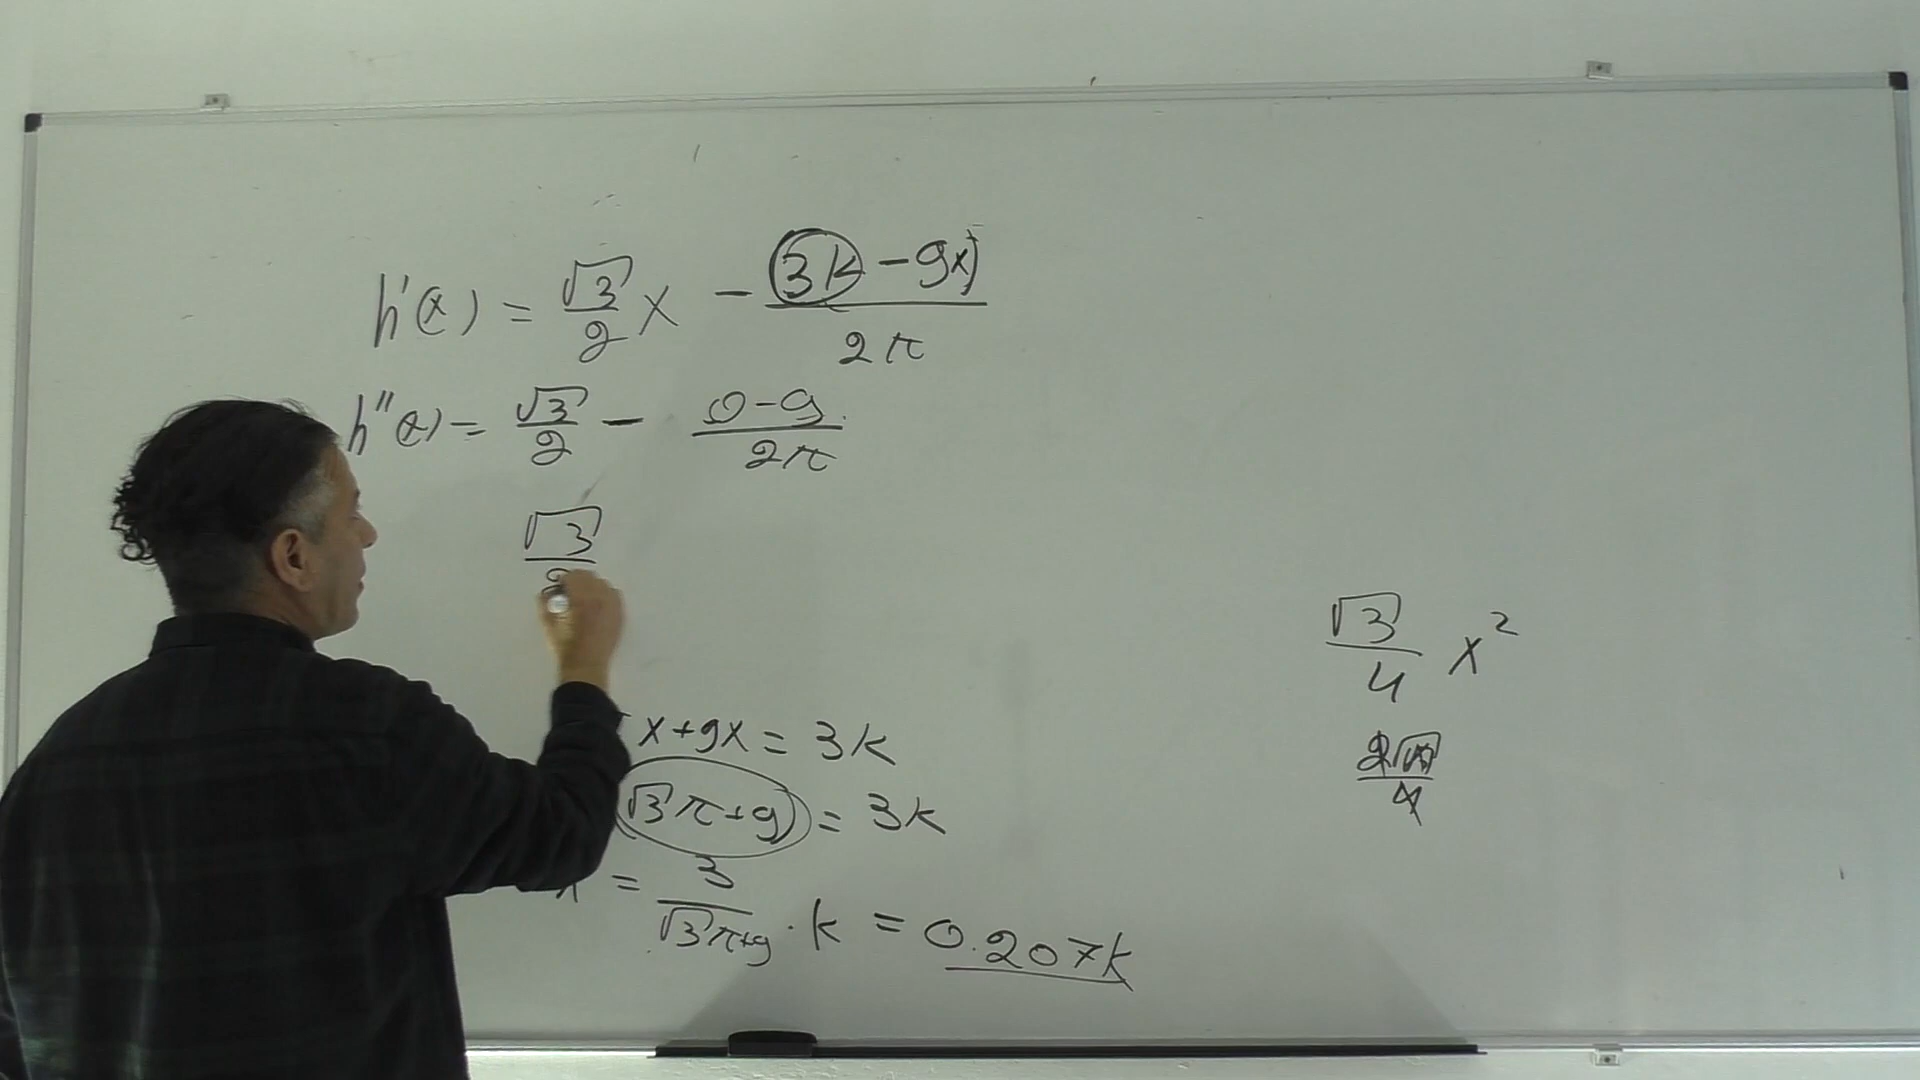 h'(x) = √3/2 x - (3k - 9x)/2π
h''(x) = √3/2 - (0-9)/2π
√3/2
x + 9x = 3k
(√3π + 9) = 3k
x = 3/(√3π+9) · k = 0.207k
√3/4 x²